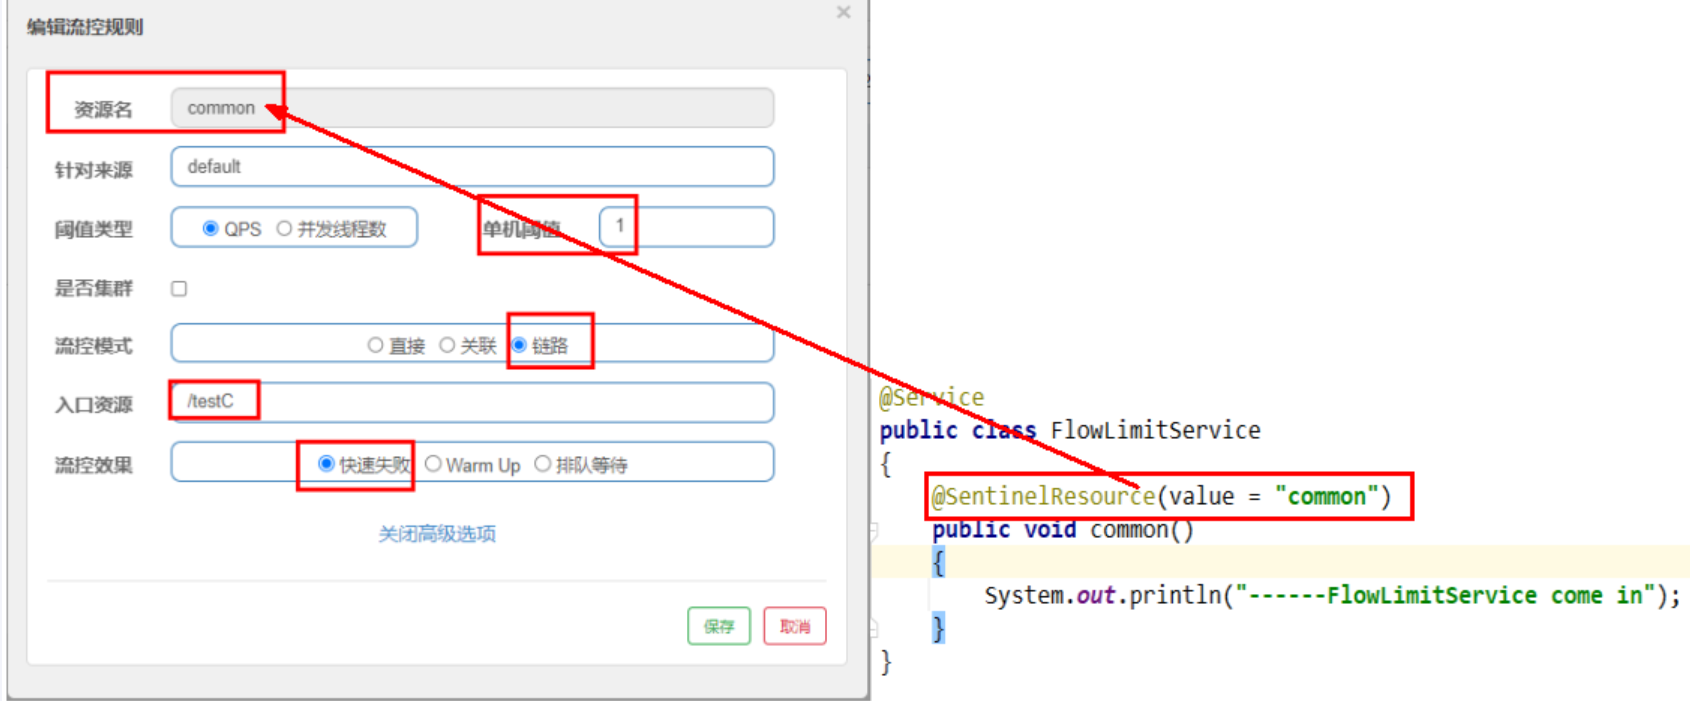 编辑流控规则
×
资源名 common
针对来源 default
阈值类型 QPS 并发线程数 单机阈值 1
是否集群
流控模式 直接 关联 链路
入口资源 /testC
流控效果 快速失败 Warm Up 排队等待
关闭高级选项
保存 取消
@Service
public class FlowLimitService
{
@SentinelResource(value = "common")
public void common()
{
System.out.println("------FlowLimitService come in");
}
}